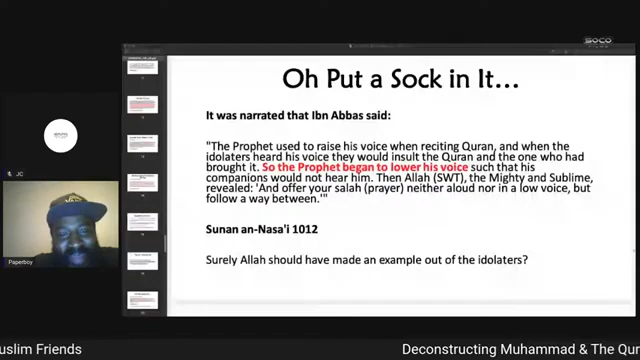 SOCO
Oh Put a Sock in It...
It was narrated that Ibn Abbas said:
"The Prophet used to raise his voice when reciting Quran, and when the
idolaters heard his voice they would insult the Quran and the one who had
brought it. So the Prophet began to lower his voice such that his
companions would not hear him. Then Allah (SWT), the Mighty and Sublime,
revealed: 'And offer your salah (prayer) neither aloud nor in a low voice, but
follow a way between.'"
Sunan an-Nasa'i 1012
Surely Allah should have made an example out of the idolaters?
JC
Paperboy
uslim Friends
Deconstructing Muhammad & The Qur